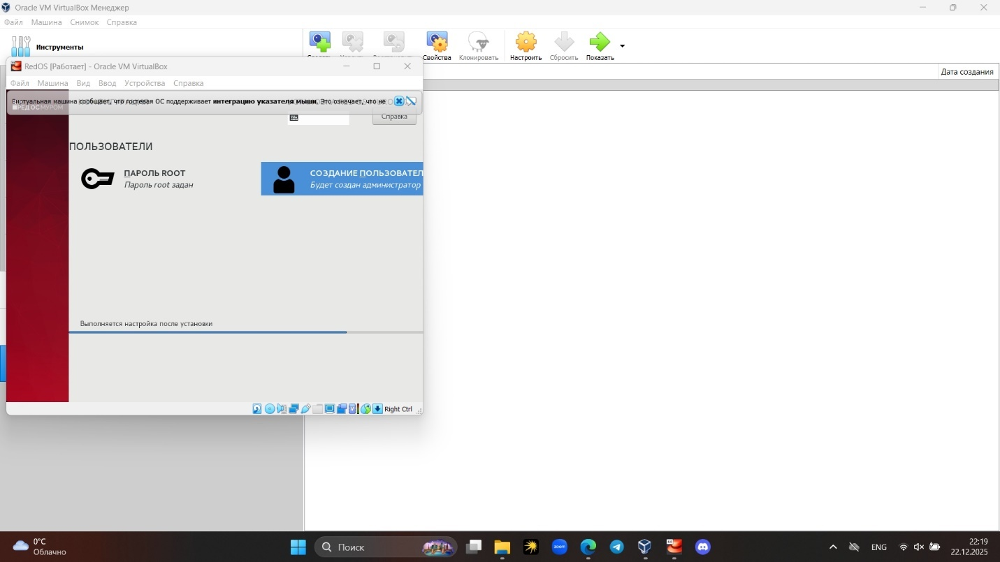 Oracle VM VirtualBox Менеджер
Файл Машина Снимок Справка
Инструменты
Свойства Клонировать Настроить Сбросить Показать
Дата создания
RedOS [Работает] - Oracle VM VirtualBox
Файл Машина Вид Ввод Устройства Справка
Виртуальная машина сообщает, что гостевая ОС поддерживает интеграцию указателя мыши. Это означает, что не
РЕД ОС МУРОМ
Справка
ПОЛЬЗОВАТЕЛИ
ПАРОЛЬ ROOT
Пароль root задан
СОЗДАНИЕ ПОЛЬЗОВАТЕЛ
Будет создан администратор
Выполняется настройка после установки
Right Ctrl
0°C
Облачно
Поиск
zoom
ENG
22:19
22.12.2025